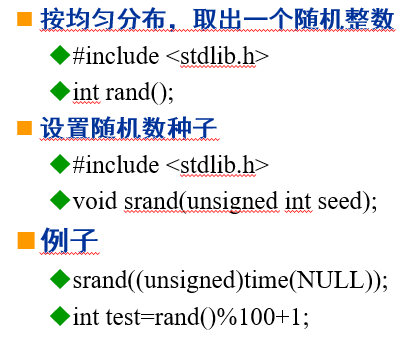 按均匀分布，取出一个随机整数
#include <stdlib.h>
int rand();
设置随机数种子
#include <stdlib.h>
void srand(unsigned int seed);
例子
srand((unsigned)time(NULL));
int test=rand()%100+1;